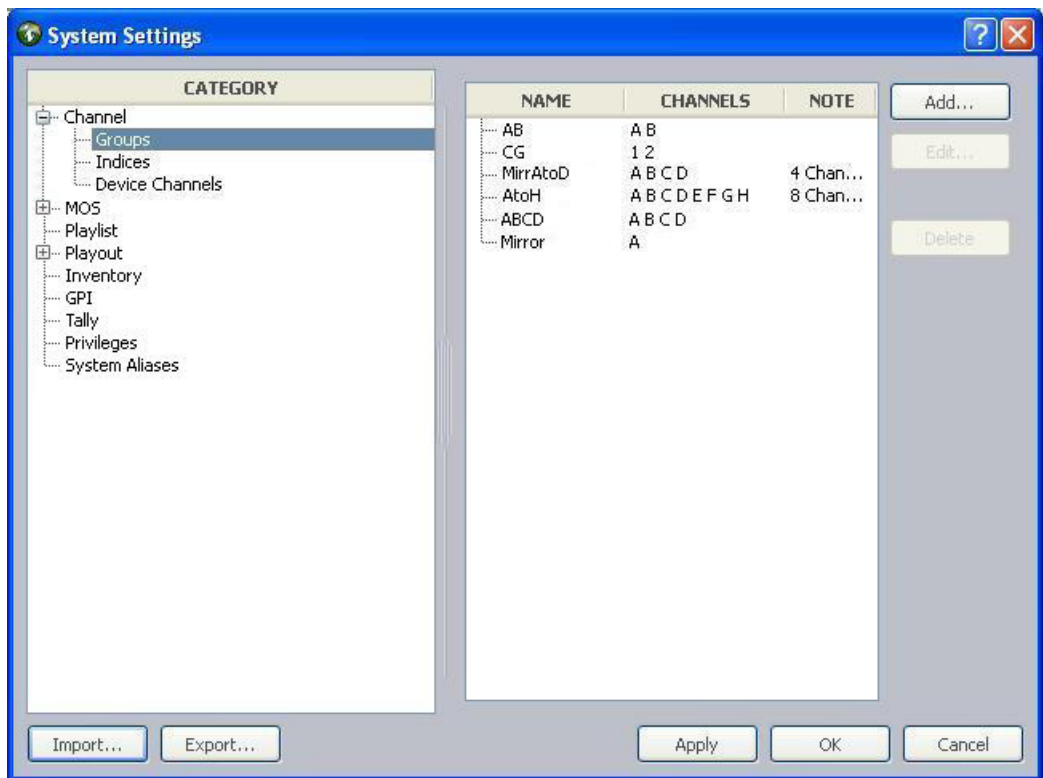 System Settings
CATEGORY
Channel
Groups
Indices
Device Channels
MOS
Playlist
Playout
Inventory
GPI
Tally
Privileges
System Aliases
NAME CHANNELS NOTE
AB A B
CG 1 2
MirrAtoD A B C D 4 Chan...
AtoH A B C D E F G H 8 Chan...
ABCD A B C D
Mirror A
Add...
Edit...
Delete
Import... Export... Apply OK Cancel